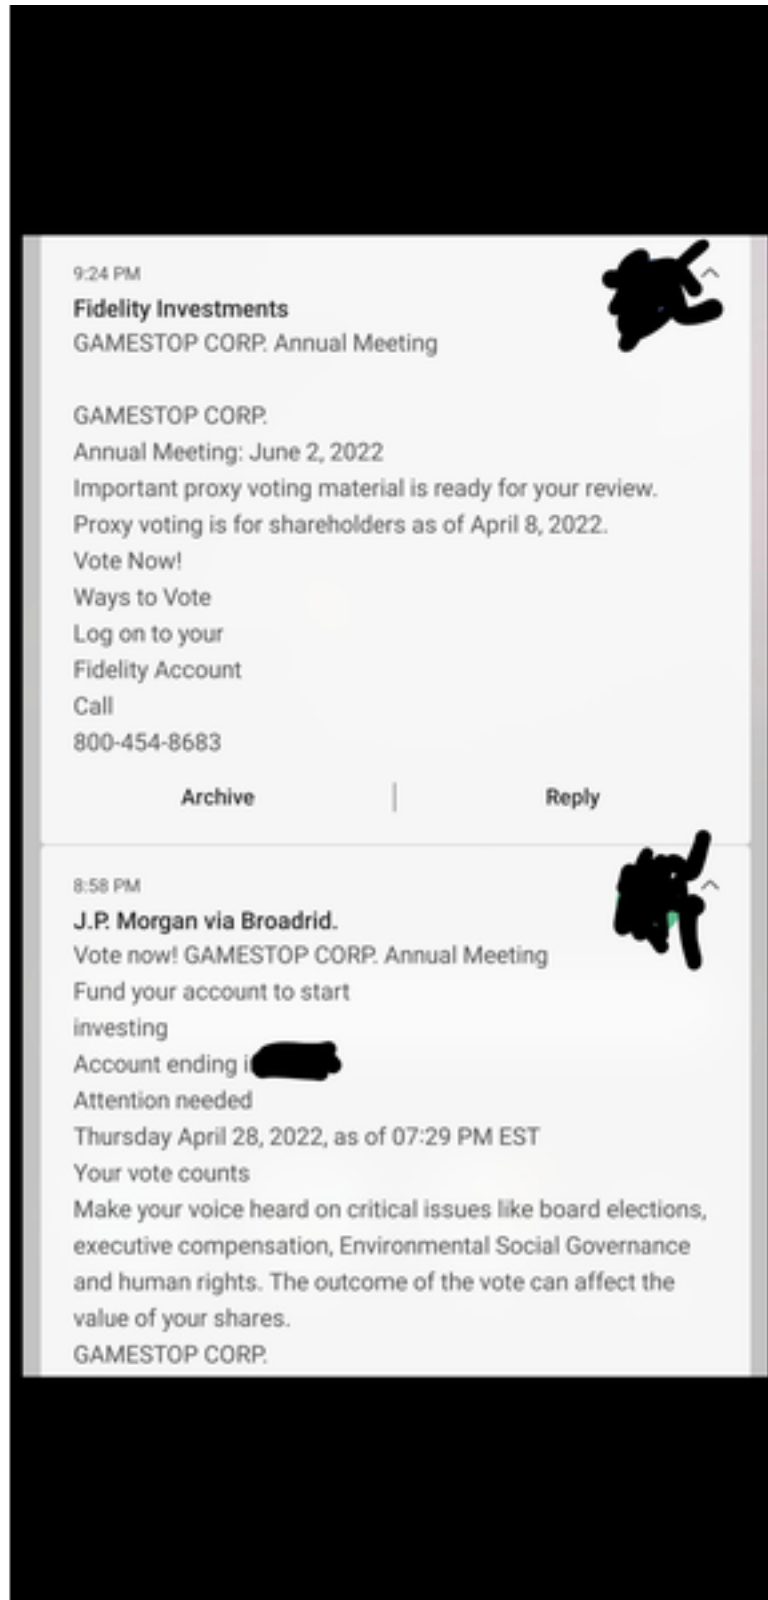 9:24 PM
Fidelity Investments
GAMESTOP CORP. Annual Meeting
GAMESTOP CORP.
Annual Meeting: June 2, 2022
Important proxy voting material is ready for your review.
Proxy voting is for shareholders as of April 8, 2022.
Vote Now!
Ways to Vote
Log on to your
Fidelity Account
Call
800-454-8683
Archive | Reply
8:58 PM
J.P. Morgan via Broadrid.
Vote now! GAMESTOP CORP. Annual Meeting
Fund your account to start
investing
Account ending i
Attention needed
Thursday April 28, 2022, as of 07:29 PM EST
Your vote counts
Make your voice heard on critical issues like board elections,
executive compensation, Environmental Social Governance
and human rights. The outcome of the vote can affect the
value of your shares.
GAMESTOP CORP.